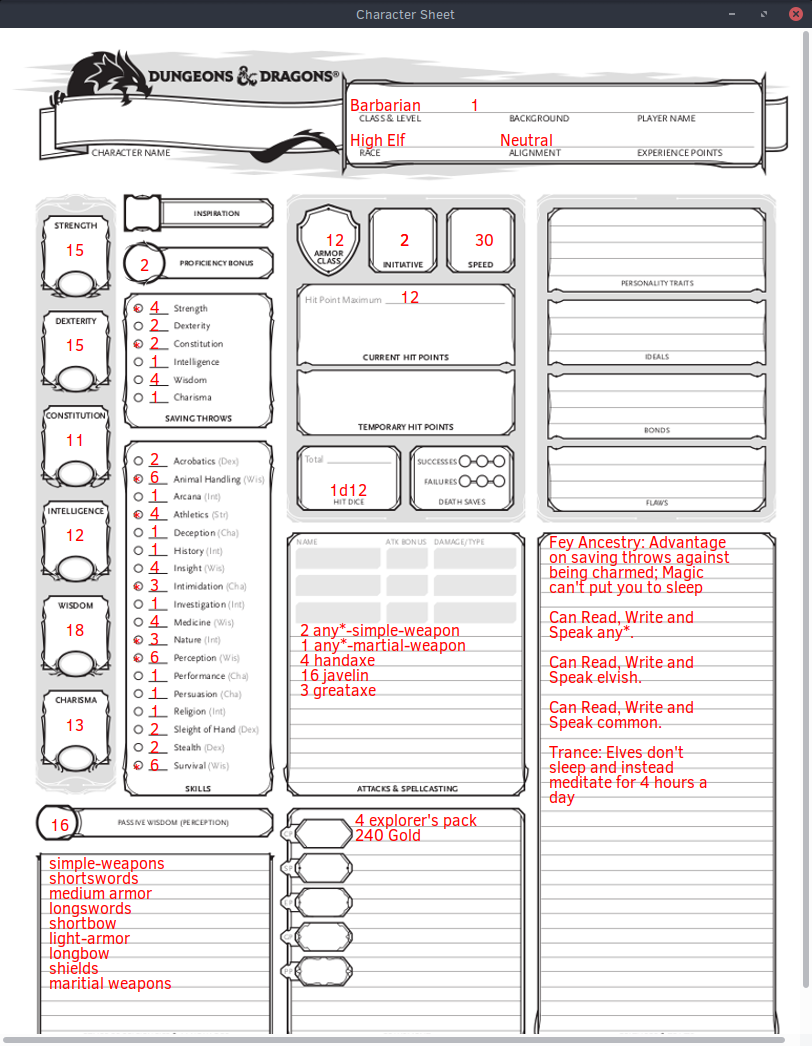 Character Sheet
DUNGEONS & DRAGONS®
Barbarian 1
CLASS & LEVEL BACKGROUND PLAYER NAME
High Elf Neutral
RACE ALIGNMENT EXPERIENCE POINTS
CHARACTER NAME
STRENGTH
15
DEXTERITY
15
CONSTITUTION
11
INTELLIGENCE
12
WISDOM
18
CHARISMA
13
INSPIRATION
2 PROFICIENCY BONUS
4 Strength
2 Dexterity
2 Constitution
1 Intelligence
4 Wisdom
1 Charisma
SAVING THROWS
2 Acrobatics (Dex)
6 Animal Handling (Wis)
1 Arcana (Int)
4 Athletics (Str)
1 Deception (Cha)
1 History (Int)
4 Insight (Wis)
3 Intimidation (Cha)
1 Investigation (Int)
4 Medicine (Wis)
3 Nature (Int)
6 Perception (Wis)
1 Performance (Cha)
1 Persuasion (Cha)
1 Religion (Int)
2 Sleight of Hand (Dex)
2 Stealth (Dex)
6 Survival (Wis)
SKILLS
16 PASSIVE WISDOM (PERCEPTION)
simple-weapons
shortswords
medium armor
longswords
shortbow
light-armor
longbow
shields
maritial weapons
12
ARMOR
CLASS
2
INITIATIVE
30
SPEED
Hit Point Maximum 12
CURRENT HIT POINTS
TEMPORARY HIT POINTS
Total
1d12
HIT DICE
SUCCESSES
FAILURES
DEATH SAVES
NAME ATK BONUS DAMAGE/TYPE
2 any*-simple-weapon
1 any*-martial-weapon
4 handaxe
16 javelin
3 greataxe
ATTACKS & SPELLCASTING
4 explorer's pack
240 Gold
CP
SP
EP
GP
PP
PERSONALITY TRAITS
IDEALS
BONDS
FLAWS
Fey Ancestry: Advantage
on saving throws against
being charmed; Magic
can't put you to sleep
Can Read, Write and
Speak any*.
Can Read, Write and
Speak elvish.
Can Read, Write and
Speak common.
Trance: Elves don't
sleep and instead
meditate for 4 hours a
day